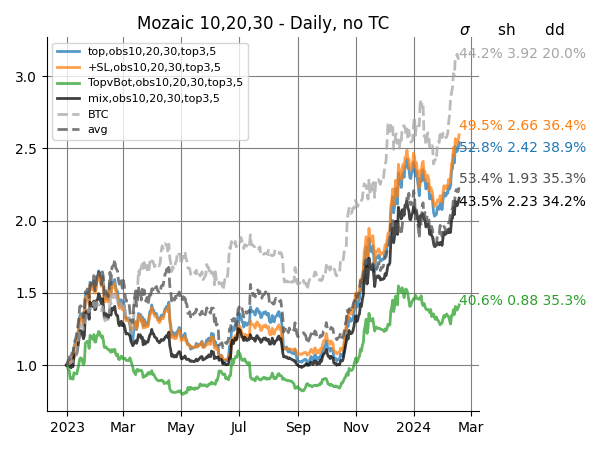 Mozaic 10,20,30 - Daily, no TC
σ sh dd
top,obs10,20,30,top3,5
+SL,obs10,20,30,top3,5
TopvBot,obs10,20,30,top3,5
mix,obs10,20,30,top3,5
BTC
avg
44.2% 3.92 20.0%
49.5% 2.66 36.4%
52.8% 2.42 38.9%
53.4% 1.93 35.3%
43.5% 2.23 34.2%
40.6% 0.88 35.3%
3.0
2.5
2.0
1.5
1.0
2023 Mar May Jul Sep Nov 2024 Mar